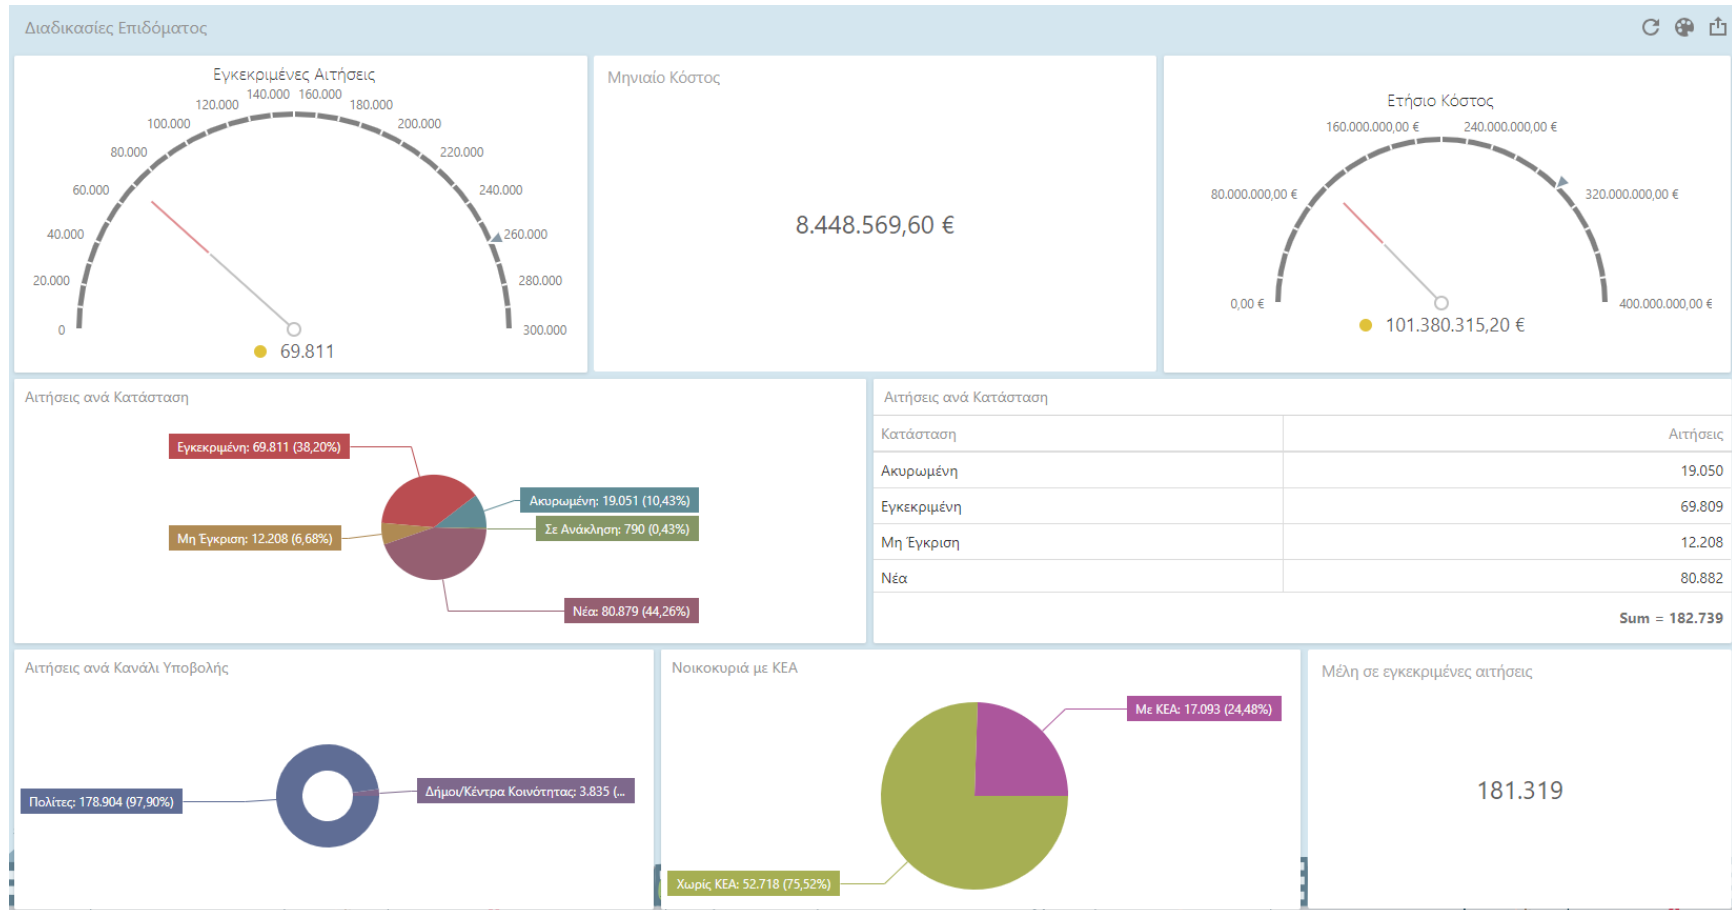 Διαδικασίες Επιδόματος
Εγκεκριμένες Αιτήσεις
0
20.000
40.000
60.000
80.000
100.000
120.000
140.000
160.000
180.000
200.000
220.000
240.000
260.000
280.000
300.000
69.811
Μηνιαίο Κόστος
8.448.569,60 €
Ετήσιο Κόστος
0,00 €
80.000.000,00 €
160.000.000,00 €
240.000.000,00 €
320.000.000,00 €
400.000.000,00 €
101.380.315,20 €
Αιτήσεις ανά Κατάσταση
Εγκεκριμένη: 69.811 (38,20%)
Ακυρωμένη: 19.051 (10,43%)
Σε Ανάκληση: 790 (0,43%)
Μη Έγκριση: 12.208 (6,68%)
Νέα: 80.879 (44,26%)
Αιτήσεις ανά Κατάσταση
Κατάσταση Αιτήσεις
Ακυρωμένη 19.050
Εγκεκριμένη 69.809
Μη Έγκριση 12.208
Νέα 80.882
Sum = 182.739
Αιτήσεις ανά Κανάλι Υποβολής
Πολίτες: 178.904 (97,90%)
Δήμοι/Κέντρα Κοινότητας: 3.835 (...
Νοικοκυριά με ΚΕΑ
Με ΚΕΑ: 17.093 (24,48%)
Χωρίς ΚΕΑ: 52.718 (75,52%)
Μέλη σε εγκεκριμένες αιτήσεις
181.319